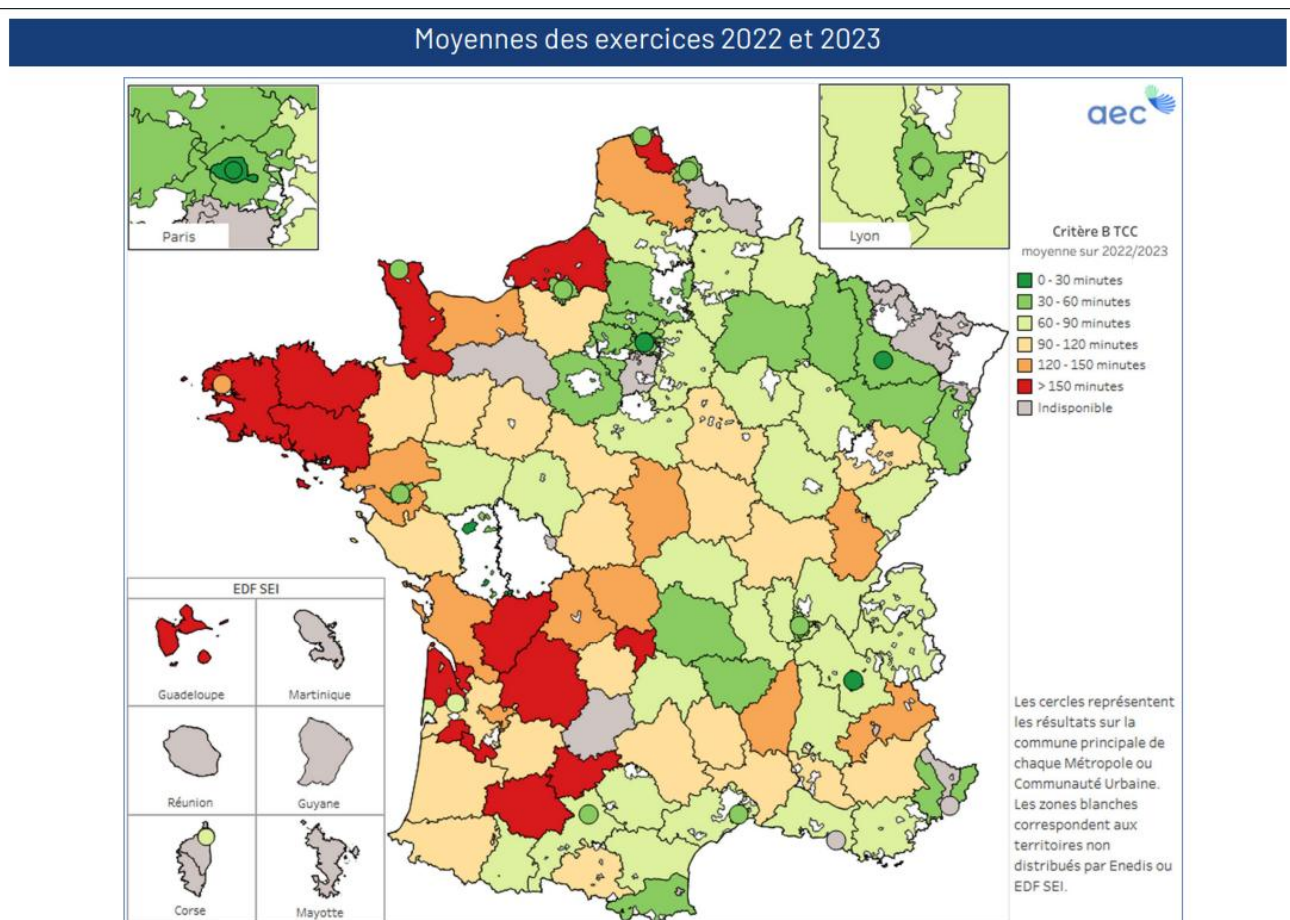 Moyennes des exercices 2022 et 2023
aec
Paris
Lyon
Critère B TCC
moyenne sur 2022/2023
0 - 30 minutes
30 - 60 minutes
60 - 90 minutes
90 - 120 minutes
120 - 150 minutes
> 150 minutes
Indisponible
EDF SEI
Guadeloupe
Martinique
Réunion
Guyane
Corse
Mayotte
Les cercles représentent
les résultats sur la
commune principale de
chaque Métropole ou
Communauté Urbaine.
Les zones blanches
correspondent aux
territoires non
distribués par Enedis ou
EDF SEI.